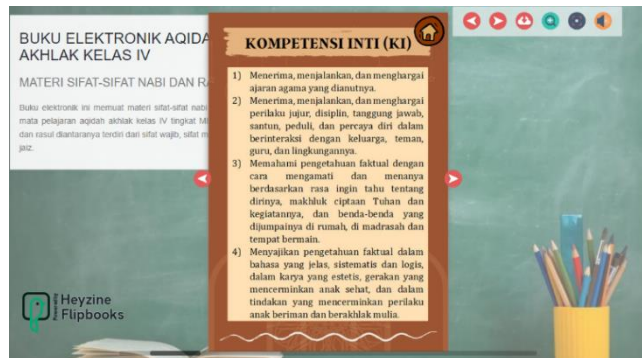 BUKU ELEKTRONIK AQIDA
AKHLAK KELAS IV
MATERI SIFAT-SIFAT NABI DAN RA
Buku elektronik ini memuat materi sifat-sifat nabi
mata pelajaran aqidah akhlak kelas IV tingkat MI
dan rasul diantaranya terdiri dari sifat wajib, sifat m
jaiz.
KOMPETENSI INTI (KI)
1) Menerima, menjalankan, dan menghargai
ajaran agama yang dianutnya.
2) Menerima, menjalankan, dan menghargai
perilaku jujur, disiplin, tanggung jawab,
santun, peduli, dan percaya diri dalam
berinteraksi dengan keluarga, teman,
guru, dan lingkungannya.
3) Memahami pengetahuan faktual dengan
cara mengamati dan menanya
berdasarkan rasa ingin tahu tentang
dirinya, makhluk ciptaan Tuhan dan
kegiatannya, dan benda-benda yang
dijumpainya di rumah, di madrasah dan
tempat bermain.
4) Menyajikan pengetahuan faktual dalam
bahasa yang jelas, sistematis dan logis,
dalam karya yang estetis, gerakan yang
mencerminkan anak sehat, dan dalam
tindakan yang mencerminkan perilaku
anak beriman dan berakhlak mulia.
Heyzine
Flipbooks